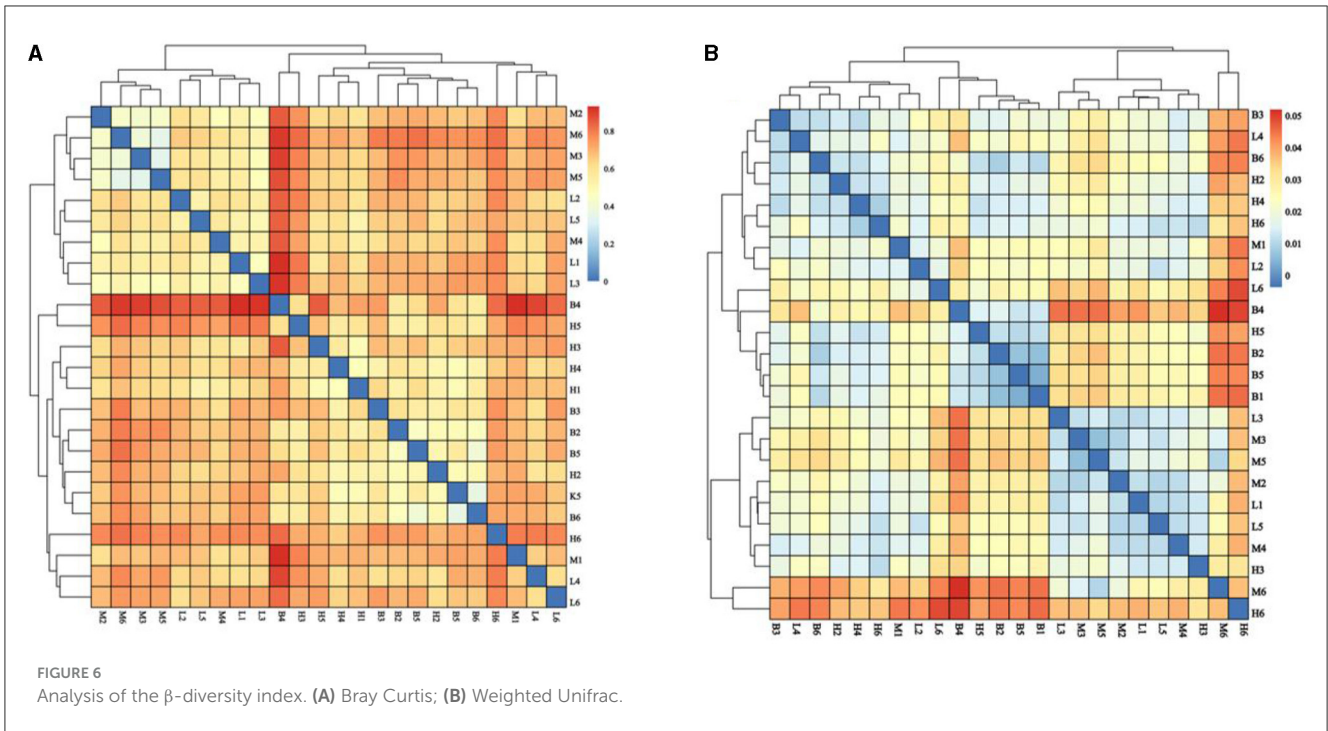 A
M2
M6
M3
M5
L2
L5
M4
L1
L3
B4
H5
H3
H4
H1
B3
B2
B5
H2
K5
B6
H6
M1
L4
L6
0.8
0.6
0.4
0.2
0
M2 M6 M3 M5 L2 L5 M4 L1 L3 B4 H3 H5 H4 H1 B3 B2 B5 H2 B5 B6 H6 M1 L4 L6
B
B3
L4
B6
H2
H4
H6
M1
L2
L6
B4
H5
B2
B5
B1
L3
M3
M5
M2
L1
L5
M4
H3
M6
H6
0.05
0.04
0.03
0.02
0.01
0
B3 L4 B6 H2 H4 H6 M1 L2 L6 B4 H5 B2 B5 B1 L3 M3 M5 M2 L1 L5 M4 H3 M6 H6
FIGURE 6
Analysis of the β-diversity index. (A) Bray Curtis; (B) Weighted Unifrac.